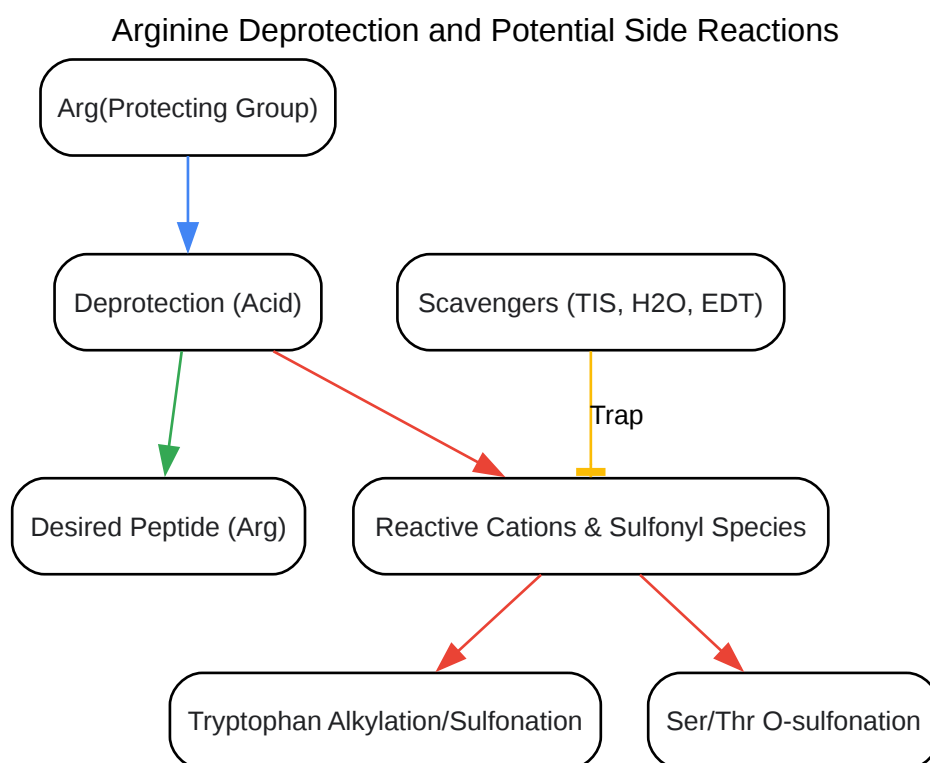 Arginine Deprotection and Potential Side Reactions
Arg(Protecting Group)
Deprotection (Acid)
Scavengers (TIS, H2O, EDT)
Trap
Desired Peptide (Arg)
Reactive Cations & Sulfonyl Species
Tryptophan Alkylation/Sulfonation
Ser/Thr O-sulfonation